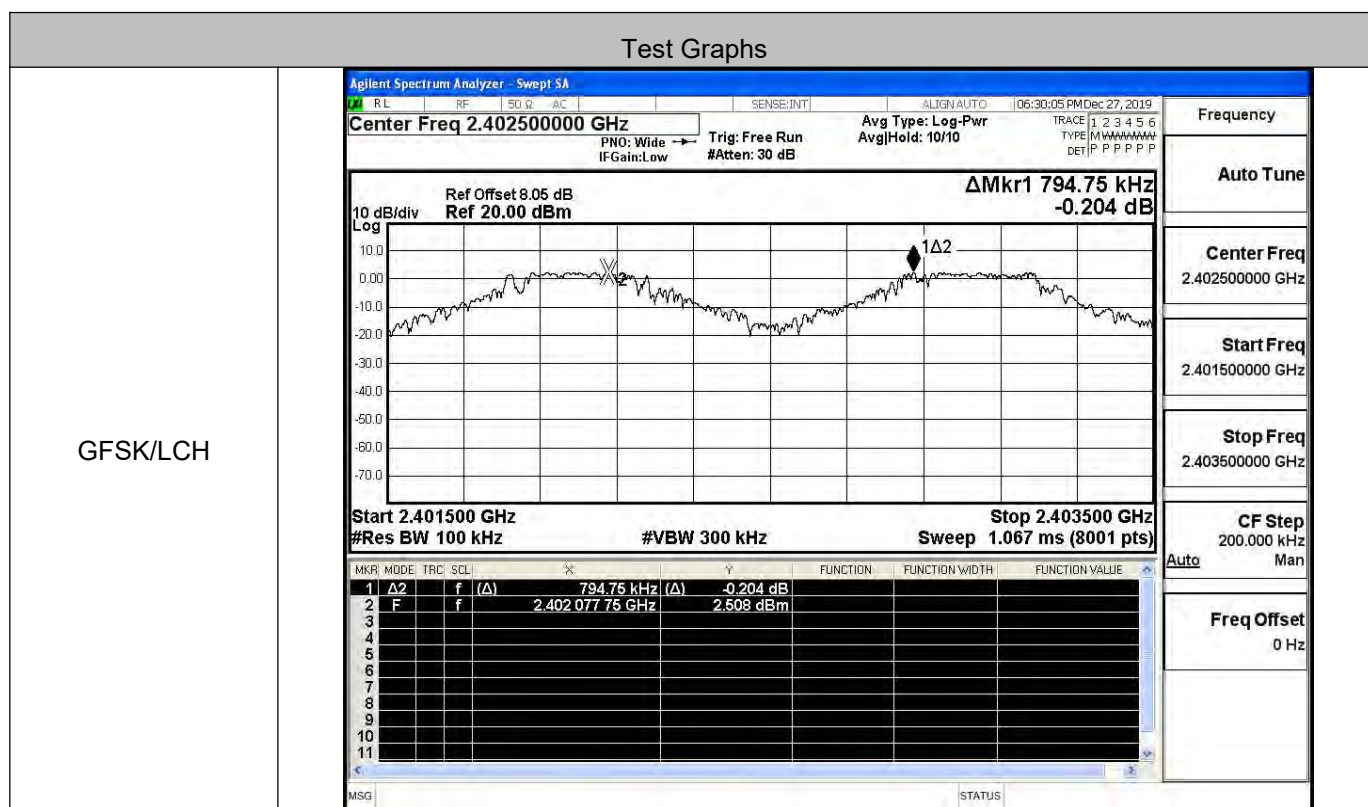 Test Graphs
GFSK/LCH
Agilent Spectrum Analyzer - Swept SA
LXI RL RF 50 Ω AC SENSE:INT ALIGN AUTO 06:30:05 PM Dec 27, 2019
Center Freq 2.402500000 GHz
PNO: Wide
IFGain:Low
Trig: Free Run
#Atten: 30 dB
Avg Type: Log-Pwr
Avg|Hold: 10/10
TRACE 1 2 3 4 5 6
TYPE M W W W W W
DET P P P P P P
ΔMkr1 794.75 kHz
-0.204 dB
Ref Offset 8.05 dB
10 dB/div Ref 20.00 dBm
Log
10.0
0.00
-10.0
-20.0
-30.0
-40.0
-50.0
-60.0
-70.0
1Δ2
2
Start 2.401500 GHz Stop 2.403500 GHz
#Res BW 100 kHz #VBW 300 kHz Sweep 1.067 ms (8001 pts)
MKR MODE TRC SCL X Y FUNCTION FUNCTION WIDTH FUNCTION VALUE
1 Δ2 f (Δ) 794.75 kHz (Δ) -0.204 dB
2 F f 2.402 077 75 GHz 2.508 dBm
3
4
5
6
7
8
9
10
11
MSG STATUS
Frequency
Auto Tune
Center Freq
2.402500000 GHz
Start Freq
2.401500000 GHz
Stop Freq
2.403500000 GHz
CF Step
200.000 kHz
Auto Man
Freq Offset
0 Hz